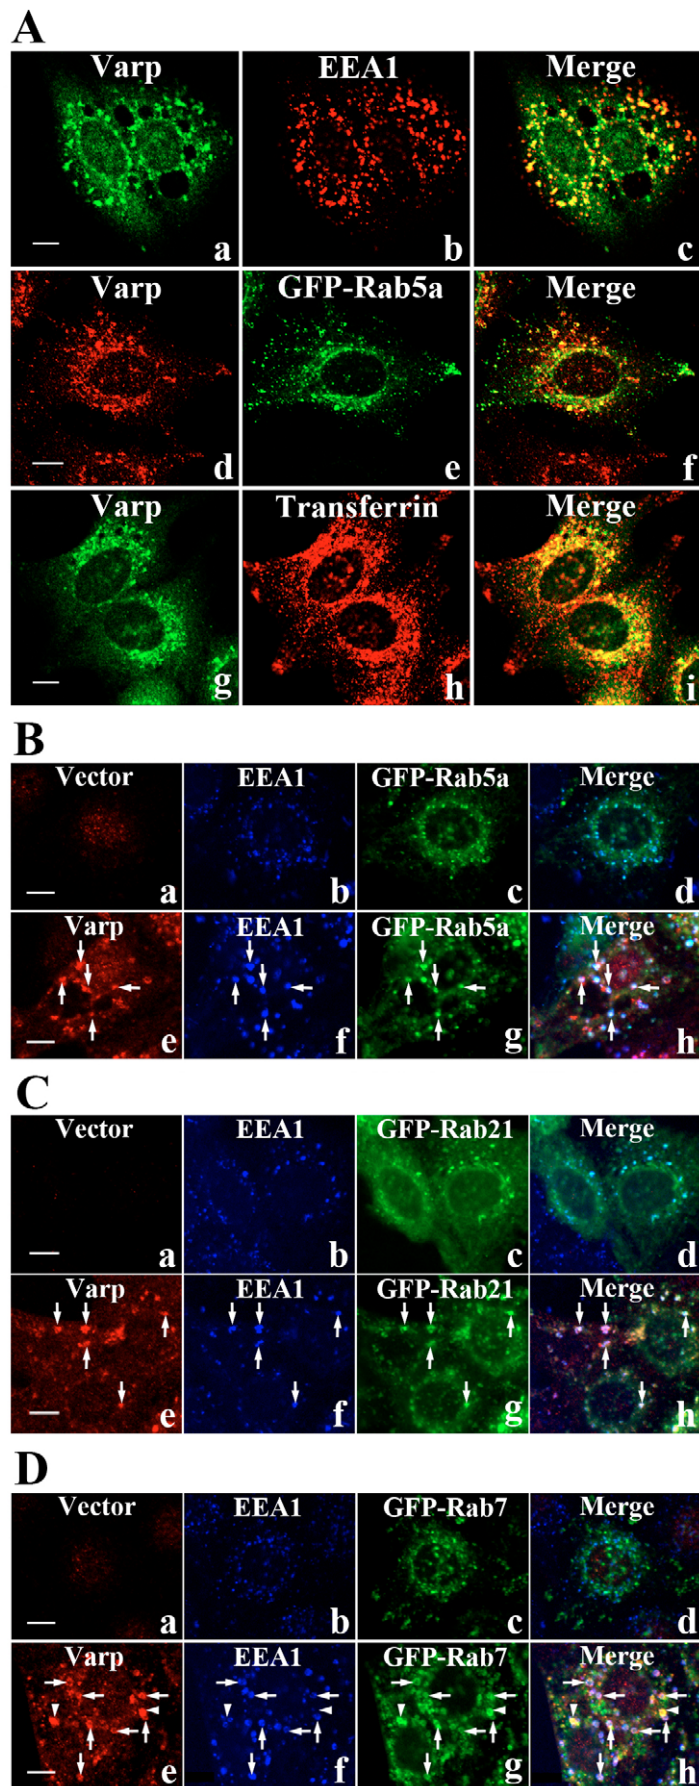 A
Varp EEA1 Merge
a b c
Varp GFP-Rab5a Merge
d e f
Varp Transferrin Merge
g h i
B
Vector EEA1 GFP-Rab5a Merge
a b c d
Varp EEA1 GFP-Rab5a Merge
e f g h
C
Vector EEA1 GFP-Rab21 Merge
a b c d
Varp EEA1 GFP-Rab21 Merge
e f g h
D
Vector EEA1 GFP-Rab7 Merge
a b c d
Varp EEA1 GFP-Rab7 Merge
e f g h